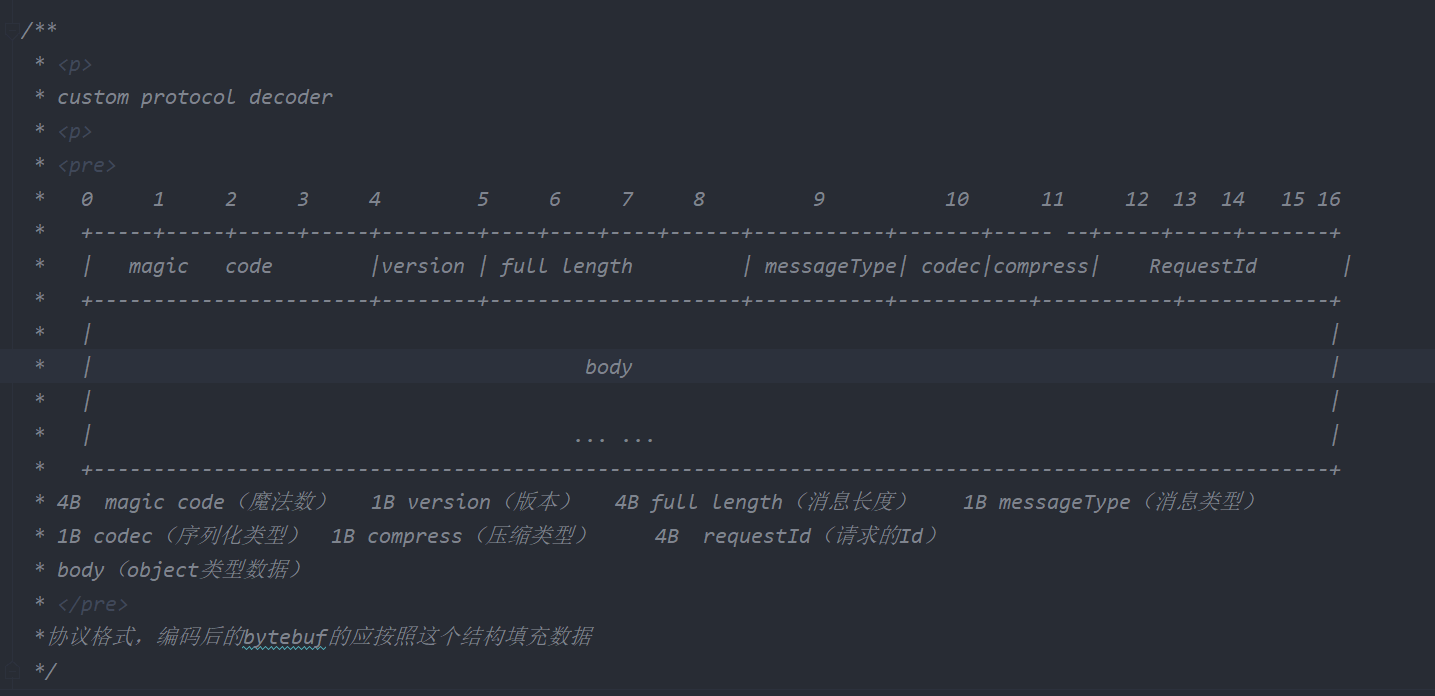 /**
 * <p>
 * custom protocol decoder
 * <p>
 * <pre>
 *   0     1     2     3     4        5     6     7     8         9          10      11     12  13  14   15 16
 *   +-----+-----+-----+-----+--------+----+----+----+------+-----------+-------+----- --+-----+-----+-------+
 *   |   magic   code        |version | full length         | messageType| codec|compress|    RequestId       |
 *   +-----------------------+--------+---------------------+-----------+-----------+-----------+------------+
 *   |                                                                                                       |
 *   |                                         body                                                          |
 *   |                                                                                                       |
 *   |                                        ... ...                                                        |
 *   +-------------------------------------------------------------------------------------------------------+
 * 4B  magic code（魔法数）   1B version（版本）   4B full length（消息长度）    1B messageType（消息类型）
 * 1B codec（序列化类型）  1B compress（压缩类型）     4B  requestId（请求的Id）
 * body（object类型数据）
 * </pre>
 *协议格式，编码后的bytebuf的应按照这个结构填充数据
 */